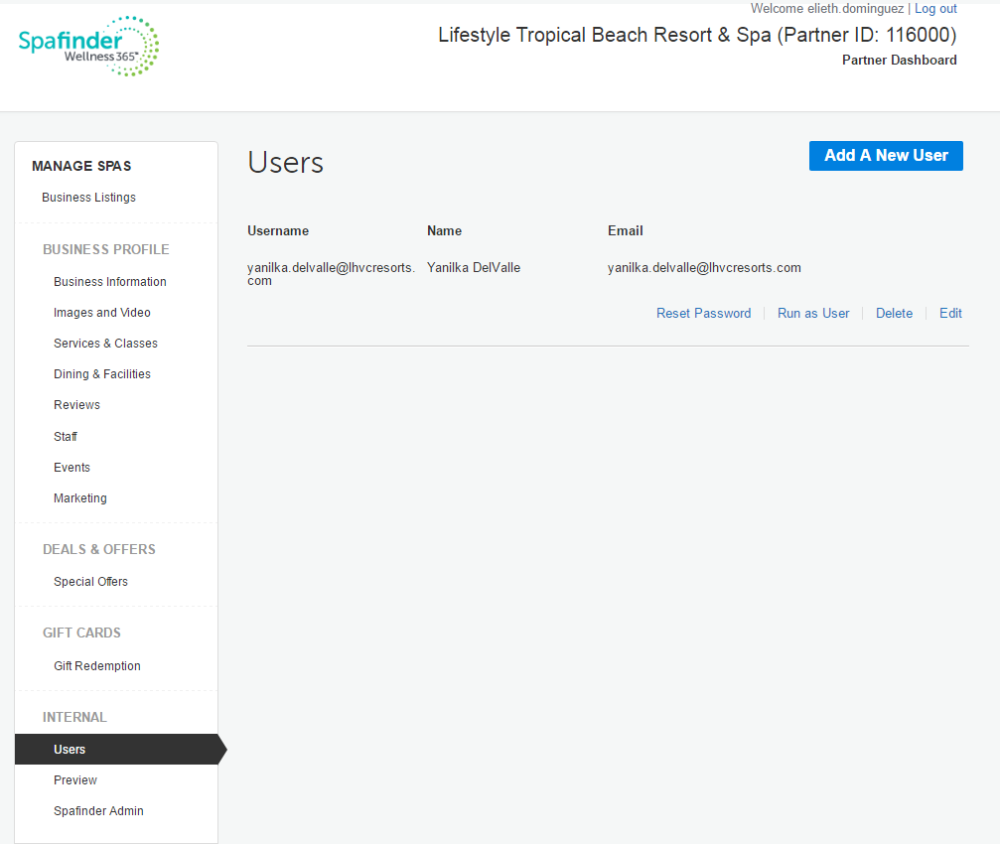 Welcome elieth.dominguez | Log out
Spafinder
Wellness365™
Lifestyle Tropical Beach Resort & Spa (Partner ID: 116000)
Partner Dashboard
MANAGE SPAS
Business Listings
BUSINESS PROFILE
Business Information
Images and Video
Services & Classes
Dining & Facilities
Reviews
Staff
Events
Marketing
DEALS & OFFERS
Special Offers
GIFT CARDS
Gift Redemption
INTERNAL
Users
Preview
Spafinder Admin
Users
Add A New User
Username Name Email
yanilka.delvalle@lhvcresorts. Yanilka DelValle yanilka.delvalle@lhvcresorts.com
com
Reset Password | Run as User | Delete | Edit